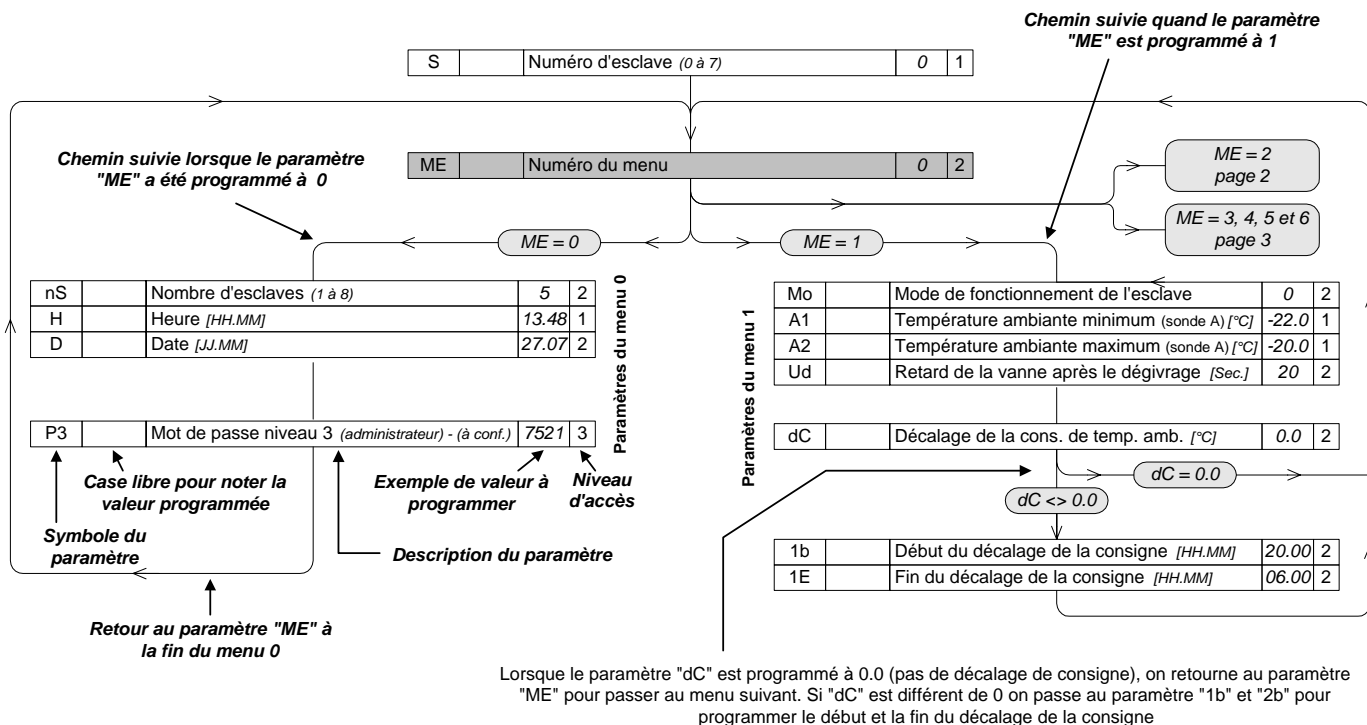 Chemin suivie quand le paramètre
"ME" est programmé à 1
S Numéro d'esclave (0 à 7) 0 1
Chemin suivie lorsque le paramètre
"ME" a été programmé à 0
ME Numéro du menu 0 2
ME = 2
page 2
ME = 3, 4, 5 et 6
page 3
ME = 0
ME = 1
nS Nombre d'esclaves (1 à 8) 5 2
H Heure [HH.MM] 13.48 1
D Date [JJ.MM] 27.07 2
P3 Mot de passe niveau 3 (administrateur) - (à conf.) 7521 3
Paramètres du menu 0
Case libre pour noter la
valeur programmée
Exemple de valeur à
programmer
Niveau
d'accès
Symbole du
paramètre
Description du paramètre
Retour au paramètre "ME" à
la fin du menu 0
Paramètres du menu 1
Mo Mode de fonctionnement de l'esclave 0 2
A1 Température ambiante minimum (sonde A) [°C] -22.0 1
A2 Température ambiante maximum (sonde A) [°C] -20.0 1
Ud Retard de la vanne après le dégivrage [Sec.] 20 2
dC Décalage de la cons. de temp. amb. [°C] 0.0 2
dC = 0.0
dC <> 0.0
1b Début du décalage de la consigne [HH.MM] 20.00 2
1E Fin du décalage de la consigne [HH.MM] 06.00 2
Lorsque le paramètre "dC" est programmé à 0.0 (pas de décalage de consigne), on retourne au paramètre
"ME" pour passer au menu suivant. Si "dC" est différent de 0 on passe au paramètre "1b" et "2b" pour
programmer le début et la fin du décalage de la consigne